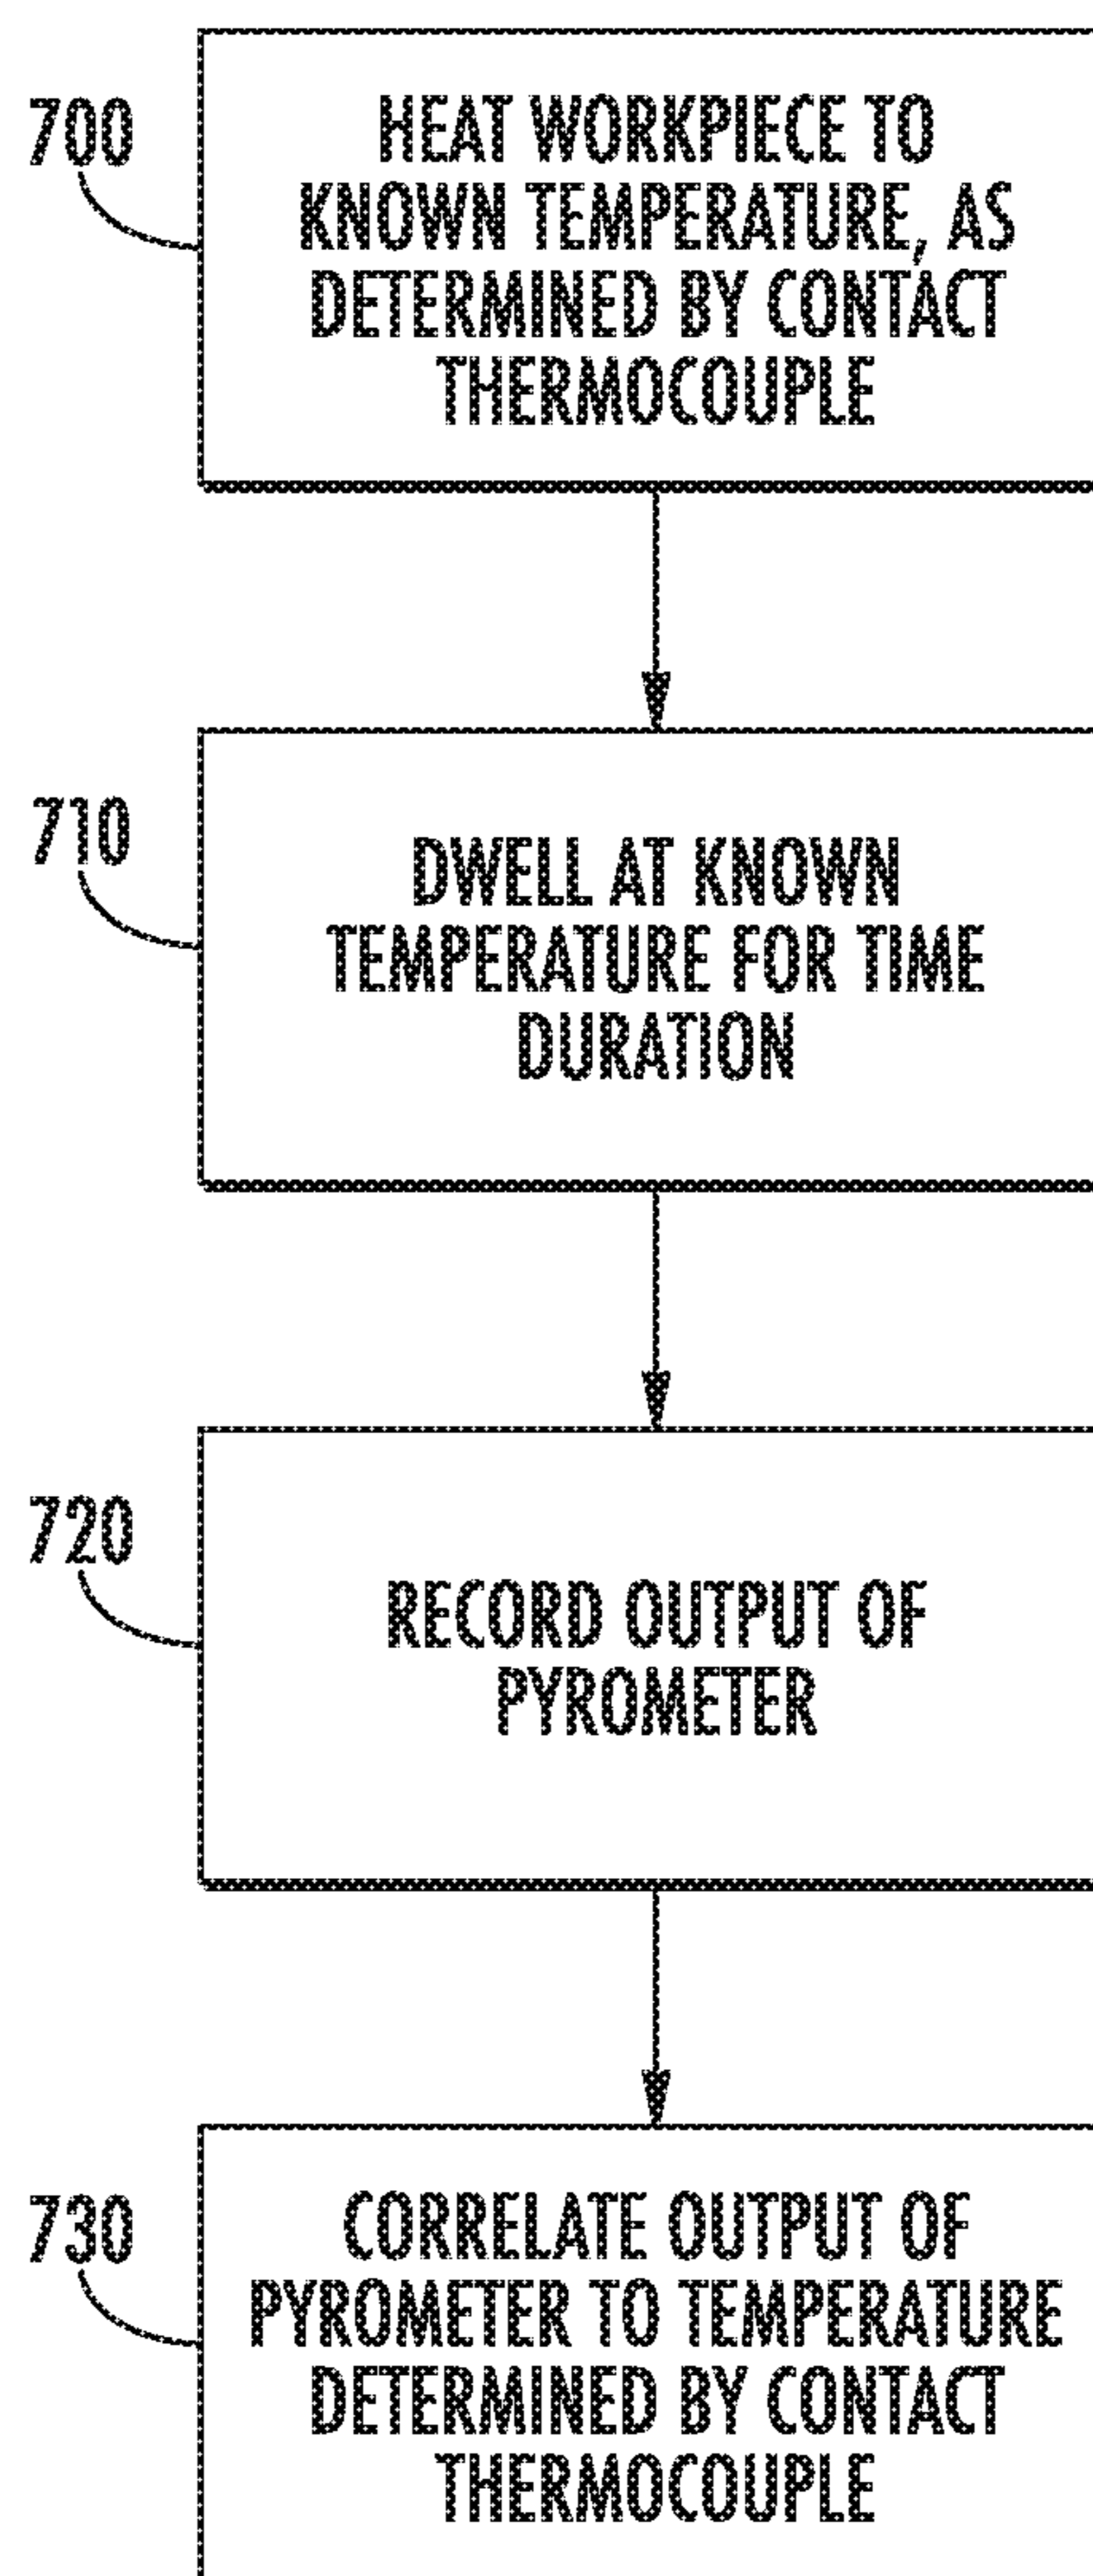 700
HEAT WORKPIECE TO
KNOWN TEMPERATURE, AS
DETERMINED BY CONTACT
THERMOCOUPLE
710
DWELL AT KNOWN
TEMPERATURE FOR TIME
DURATION
720
RECORD OUTPUT OF
PYROMETER
730
CORRELATE OUTPUT OF
PYROMETER TO TEMPERATURE
DETERMINED BY CONTACT
THERMOCOUPLE